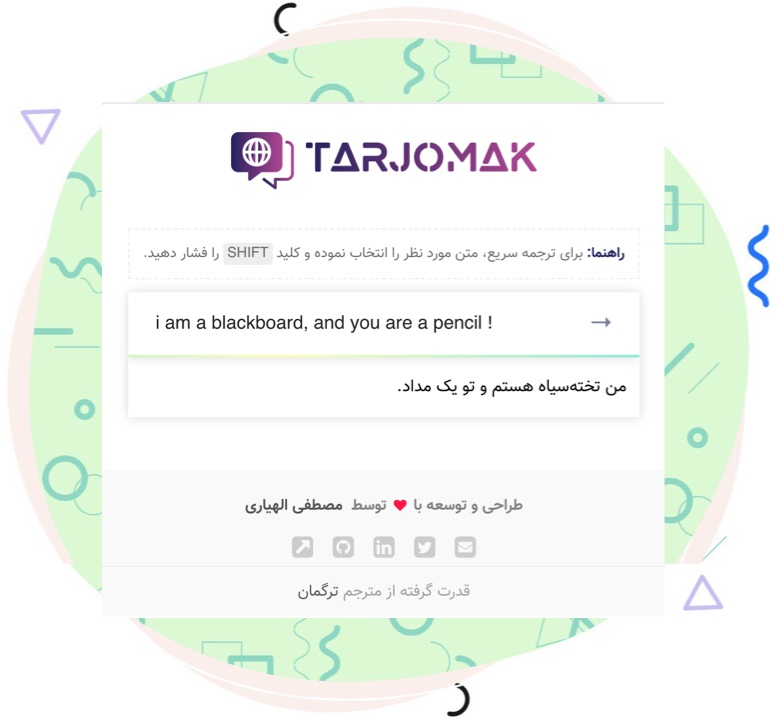 TARJOMAK
راهنما: برای ترجمه سریع، متن مورد نظر را انتخاب نموده و کلید SHIFT را فشار دهید.
i am a blackboard, and you are a pencil !
من تخته‌سیاه هستم و تو یک مداد.
طراحی و توسعه با ❤ توسط مصطفی الهیاری
قدرت گرفته از مترجم ترگمان